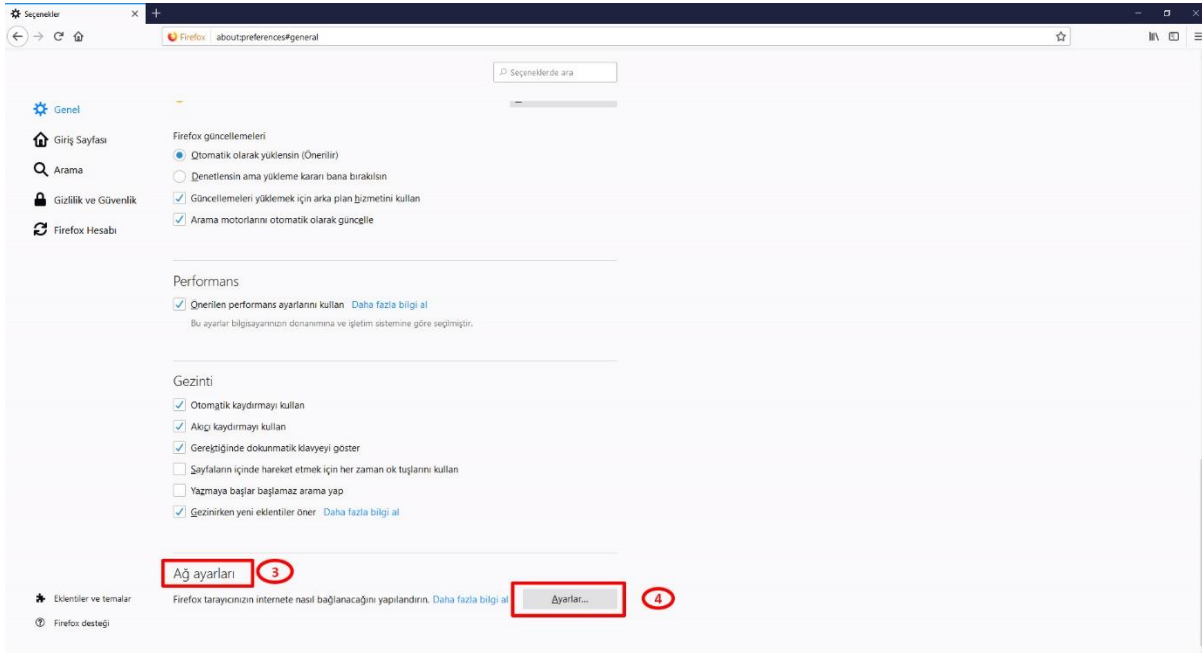 Seçenekler
Firefox about:preferences#general
Seçeneklerde ara
Genel
Giriş Sayfası
Arama
Gizlilik ve Güvenlik
Firefox Hesabı
Firefox güncellemeleri
Otomatik olarak yüklensin (Önerilir)
Denetlensin ama yükleme kararı bana bırakılsın
Güncellemeleri yüklemek için arka plan hizmetini kullan
Arama motorlarını otomatik olarak güncelle
Performans
Önerilen performans ayarlarını kullan Daha fazla bilgi al
Bu ayarlar bilgisayarınızın donanımına ve işletim sistemine göre seçilmiştir.
Gezinti
Otomatik kaydırmayı kullan
Akıcı kaydırmayı kullan
Gerektiğinde dokunmatik klavyeyi göster
Sayfaların içinde hareket etmek için her zaman ok tuşlarını kullan
Yazmaya başlar başlamaz arama yap
Gezinirken yeni eklentiler öner Daha fazla bilgi al
Ağ ayarları 3
Firefox tarayıcınızın internete nasıl bağlanacağını yapılandırın. Daha fazla bilgi al Ayarlar... 4
Eklentiler ve temalar
Firefox desteği